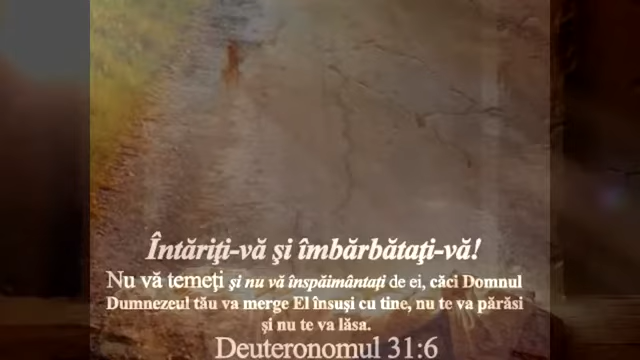 Întăriţi-vă şi îmbărbătaţi-vă!
Nu vă temeţi şi nu vă înspăimântaţi de ei, căci Domnul
Dumnezeul tău va merge El însuşi cu tine, nu te va părăsi
şi nu te va lăsa.
Deuteronomul 31:6